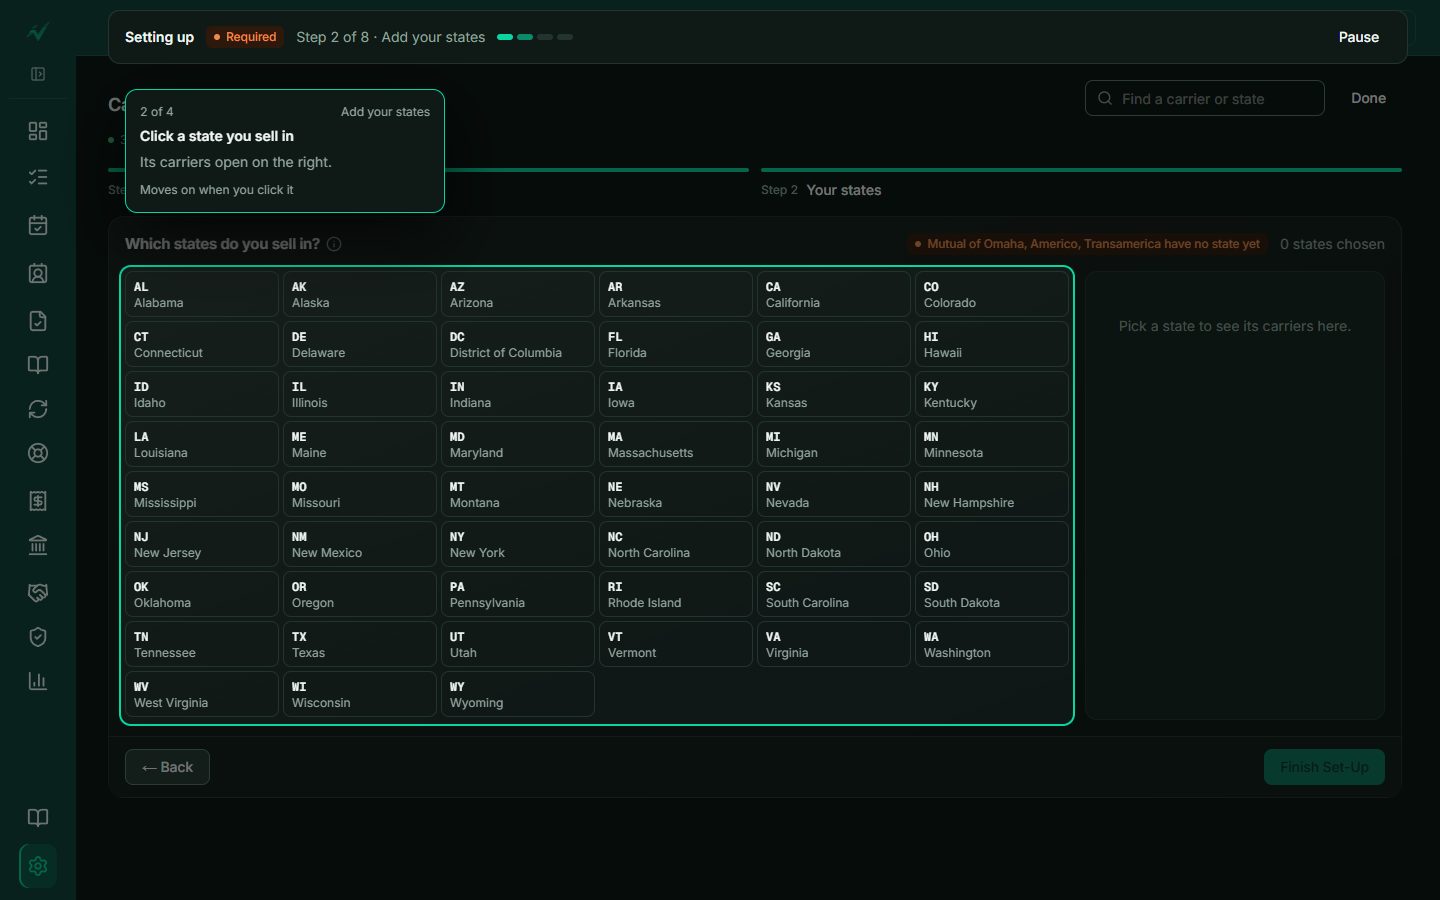 Setting up
Required
Step 2 of 8 · Add your states
Pause
Find a carrier or state
Done
2 of 4
Add your states
Click a state you sell in
Its carriers open on the right.
Moves on when you click it
Step 2 Your states
Which states do you sell in?
Mutual of Omaha, Americo, Transamerica have no state yet
0 states chosen
AL
Alabama
AK
Alaska
AZ
Arizona
AR
Arkansas
CA
California
CO
Colorado
CT
Connecticut
DE
Delaware
DC
District of Columbia
FL
Florida
GA
Georgia
HI
Hawaii
ID
Idaho
IL
Illinois
IN
Indiana
IA
Iowa
KS
Kansas
KY
Kentucky
LA
Louisiana
ME
Maine
MD
Maryland
MA
Massachusetts
MI
Michigan
MN
Minnesota
MS
Mississippi
MO
Missouri
MT
Montana
NE
Nebraska
NV
Nevada
NH
New Hampshire
NJ
New Jersey
NM
New Mexico
NY
New York
NC
North Carolina
ND
North Dakota
OH
Ohio
OK
Oklahoma
OR
Oregon
PA
Pennsylvania
RI
Rhode Island
SC
South Carolina
SD
South Dakota
TN
Tennessee
TX
Texas
UT
Utah
VT
Vermont
VA
Virginia
WA
Washington
WV
West Virginia
WI
Wisconsin
WY
Wyoming
Pick a state to see its carriers here.
← Back
Finish Set-Up